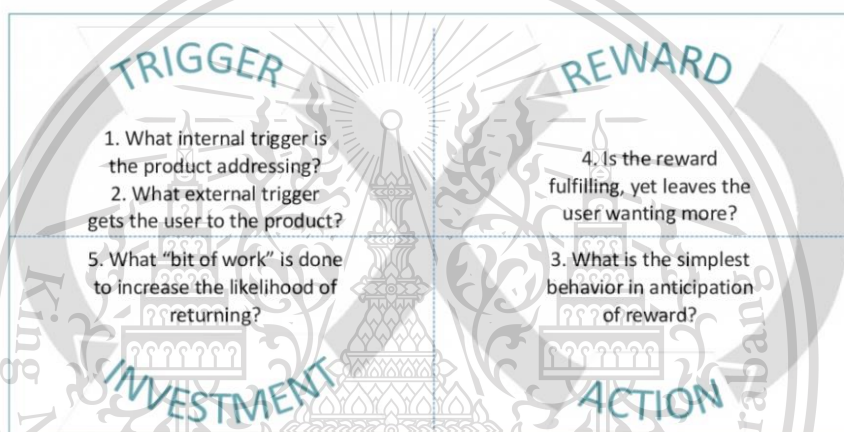 TRIGGER
1. What internal trigger is
the product addressing?
2. What external trigger
gets the user to the product?
REWARD
4. Is the reward
fulfilling, yet leaves the
user wanting more?
5. What “bit of work” is done
to increase the likelihood of
returning?
INVESTMENT
3. What is the simplest
behavior in anticipation
of reward?
ACTION
King